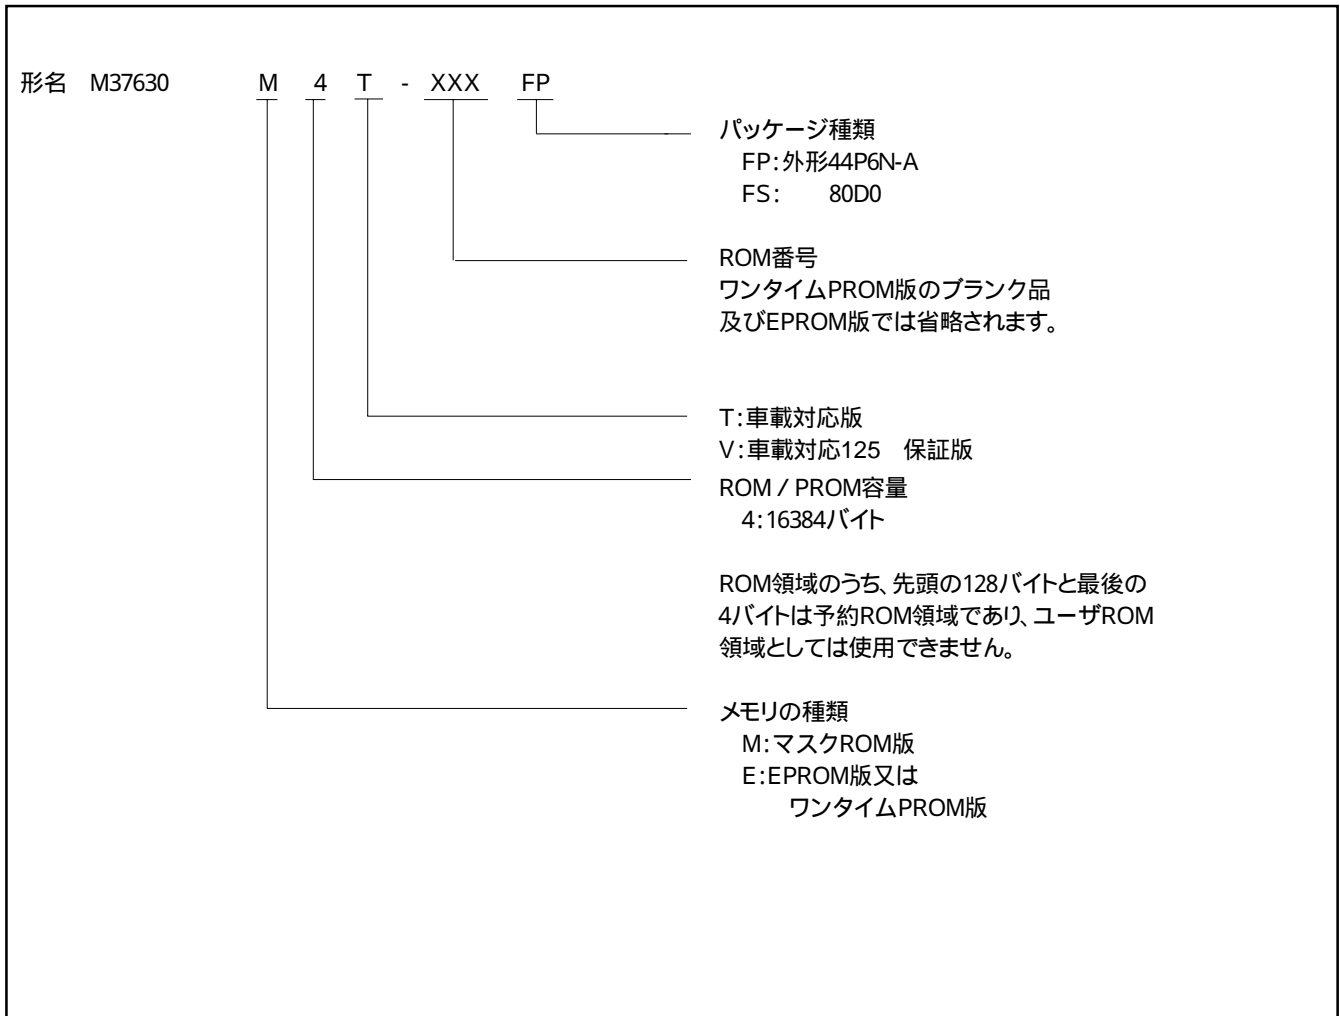 形名 M37630 M 4 T - XXX FP
パッケージ種類
FP:外形44P6N-A
FS: 80D0
ROM番号
ワンタイムPROM版のブランク品
及びEPROM版では省略されます。
T:車載対応版
V:車載対応125 保証版
ROM / PROM容量
4:16384バイト
ROM領域のうち、先頭の128バイトと最後の
4バイトは予約ROM領域であり、ユーザROM
領域としては使用できません。
メモリの種類
M:マスクROM版
E:EPROM版又は
ワンタイムPROM版